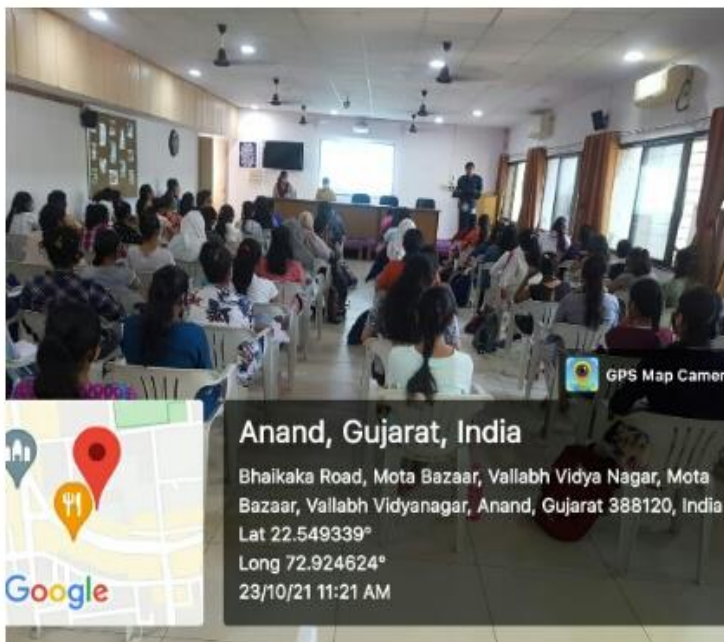 GPS Map Camer
Anand, Gujarat, India
Bhaikaka Road, Mota Bazaar, Vallabh Vidya Nagar, Mota
Bazaar, Vallabh Vidyanagar, Anand, Gujarat 388120, India
Lat 22.549339°
Long 72.924624°
23/10/21 11:21 AM
Google